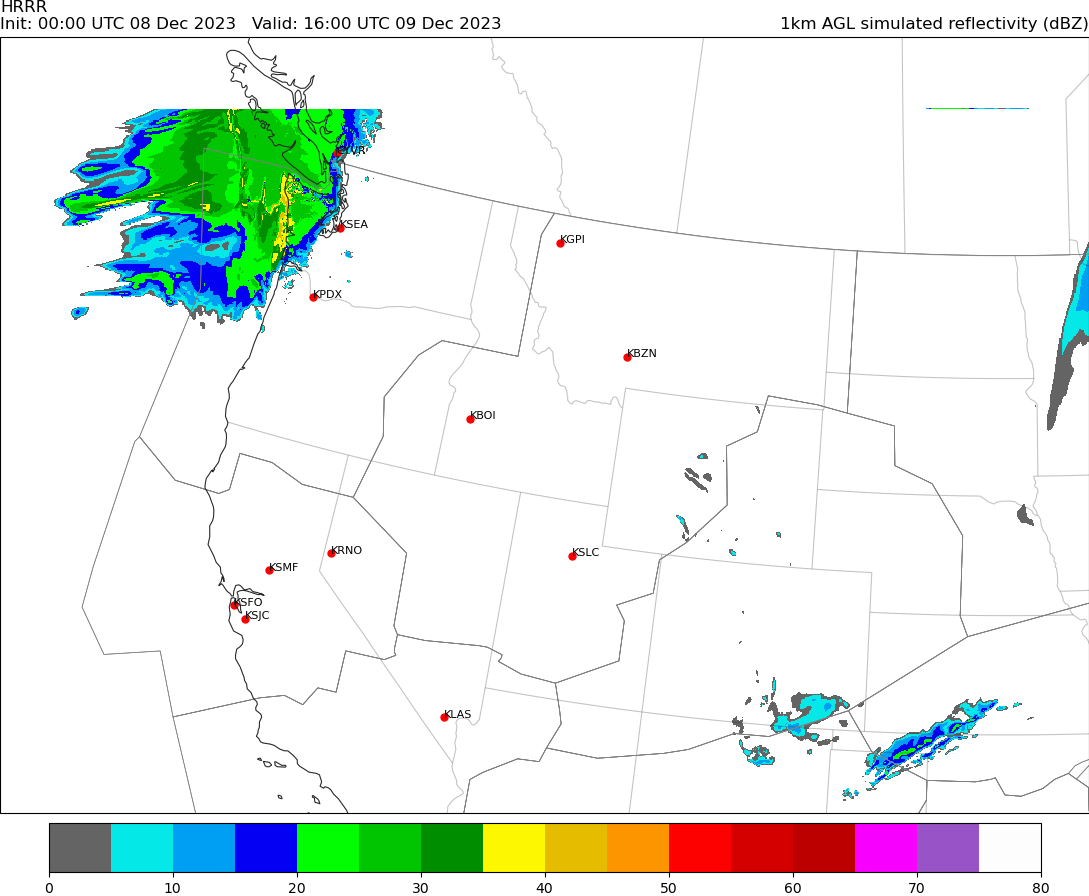 HRRR
Init: 00:00 UTC 08 Dec 2023   Valid: 16:00 UTC 09 Dec 2023
1km AGL simulated reflectivity (dBZ)
CYVR
KSEA
KGPI
KPDX
KBZN
KBOI
KRNO
KSLC
KSMF
KSFO
KSJC
KLAS
0 10 20 30 40 50 60 70 80